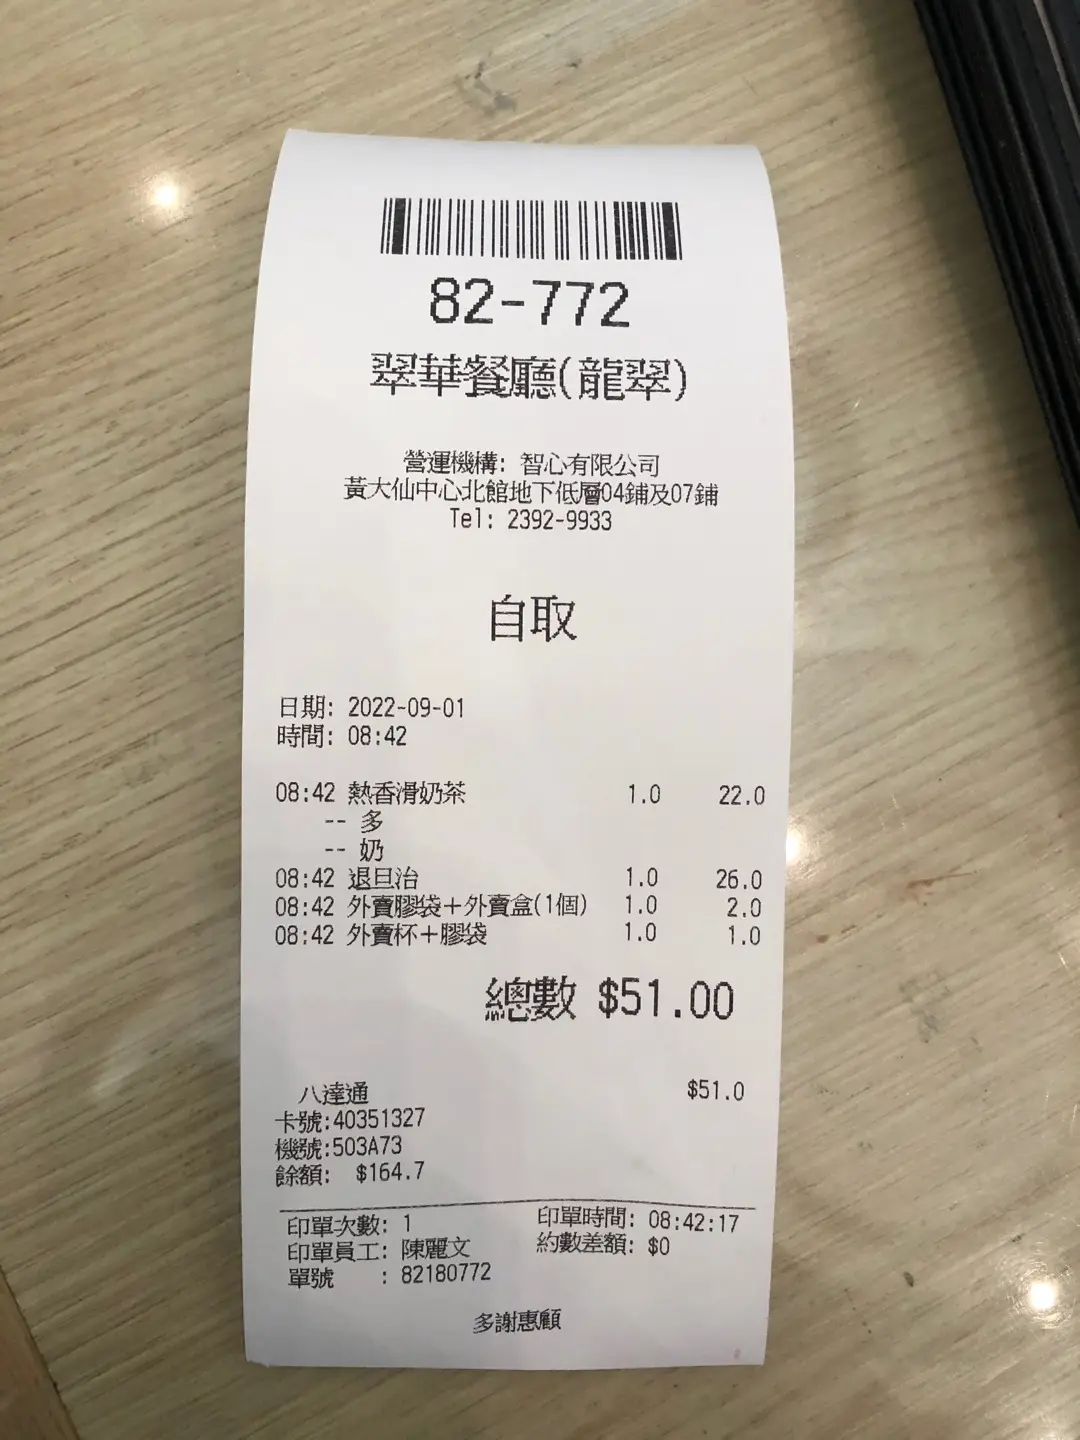 82-772
翠華餐廳(龍翠)
營運機構: 智心有限公司
黃大仙中心北館地下低層04鋪及07鋪
Tel: 2392-9933
自取
日期: 2022-09-01
時間: 08:42
08:42 熱香滑奶茶 1.0 22.0
-- 多
-- 奶
08:42 退旦治 1.0 26.0
08:42 外賣膠袋+外賣盒(1個) 1.0 2.0
08:42 外賣杯+膠袋 1.0 1.0
總數 $51.00
八達通 $51.0
卡號:40351327
機號:503A73
餘額: $164.7
印單次數: 1 印單時間: 08:42:17
印單員工: 陳麗文 約數差額: $0
單號 : 82180772
多謝惠顧